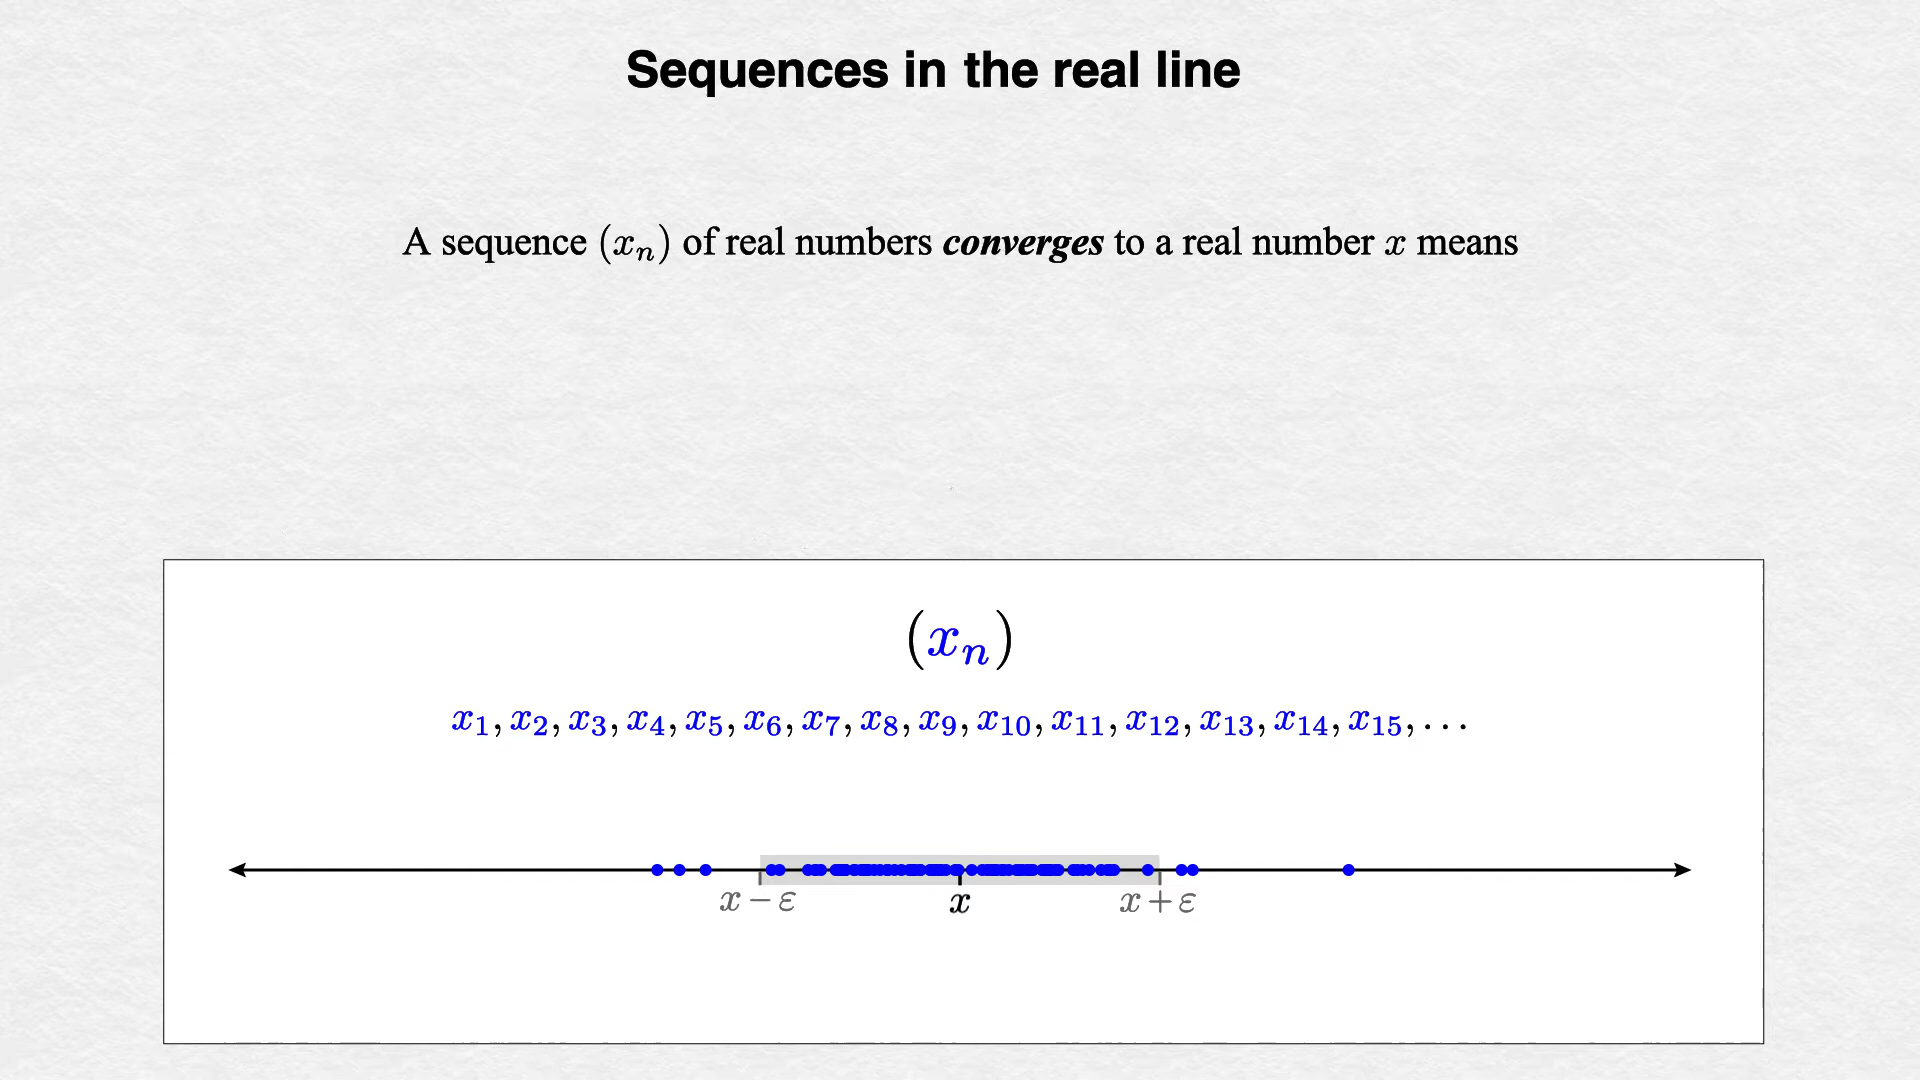 Sequences in the real line
A sequence (xₙ) of real numbers converges to a real number x means
(xₙ)
x₁, x₂, x₃, x₄, x₅, x₆, x₇, x₈, x₉, x₁₀, x₁₁, x₁₂, x₁₃, x₁₄, x₁₅, . . .
x − ε x x + ε